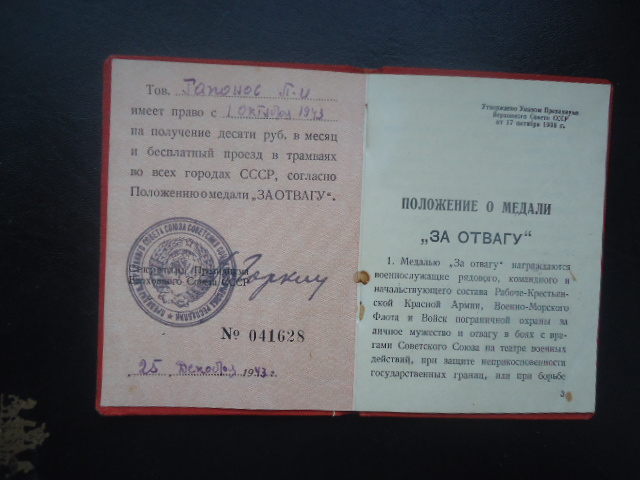 Тов. Гапонов П.И
имеет право с 1 октября 1943
на получение десяти руб. в месяц
и бесплатный проезд в трамваях
во всех городах СССР, согласно
Положению о медали „ЗА ОТВАГУ“.
Секретарь Президиума
Верховного Совета СССР
Горкин
№ 041628
25 декабря 1943 г.
Утверждено Указом Президиума
Верховного Совета СССР
от 17 октября 1938 г.
ПОЛОЖЕНИЕ О МЕДАЛИ
„ЗА ОТВАГУ“
1. Медалью „За отвагу“ награждаются
военнослужащие рядового, командного и
начальствующего состава Рабоче-Крестьян-
ской Красной Армии, Военно-Морского
Флота и Войск пограничной охраны за
личное мужество и отвагу в боях с вра-
гами Советского Союза на театре военных
действий, при защите неприкосновенности
государственных границ, или при борьбе
3